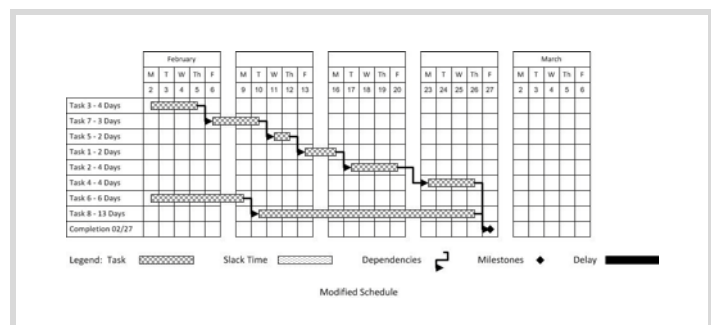 February March
M T W Th F M T W Th F M T W Th F M T W Th F M T W Th F
2 3 4 5 6 9 10 11 12 13 16 17 18 19 20 23 24 25 26 27 2 3 4 5 6
Task 3 - 4 Days
Task 7 - 3 Days
Task 5 - 2 Days
Task 1 - 2 Days
Task 2 - 4 Days
Task 4 - 4 Days
Task 6 - 6 Days
Task 8 - 13 Days
Completion 02/27
Legend: Task Slack Time Dependencies Milestones Delay
Modified Schedule